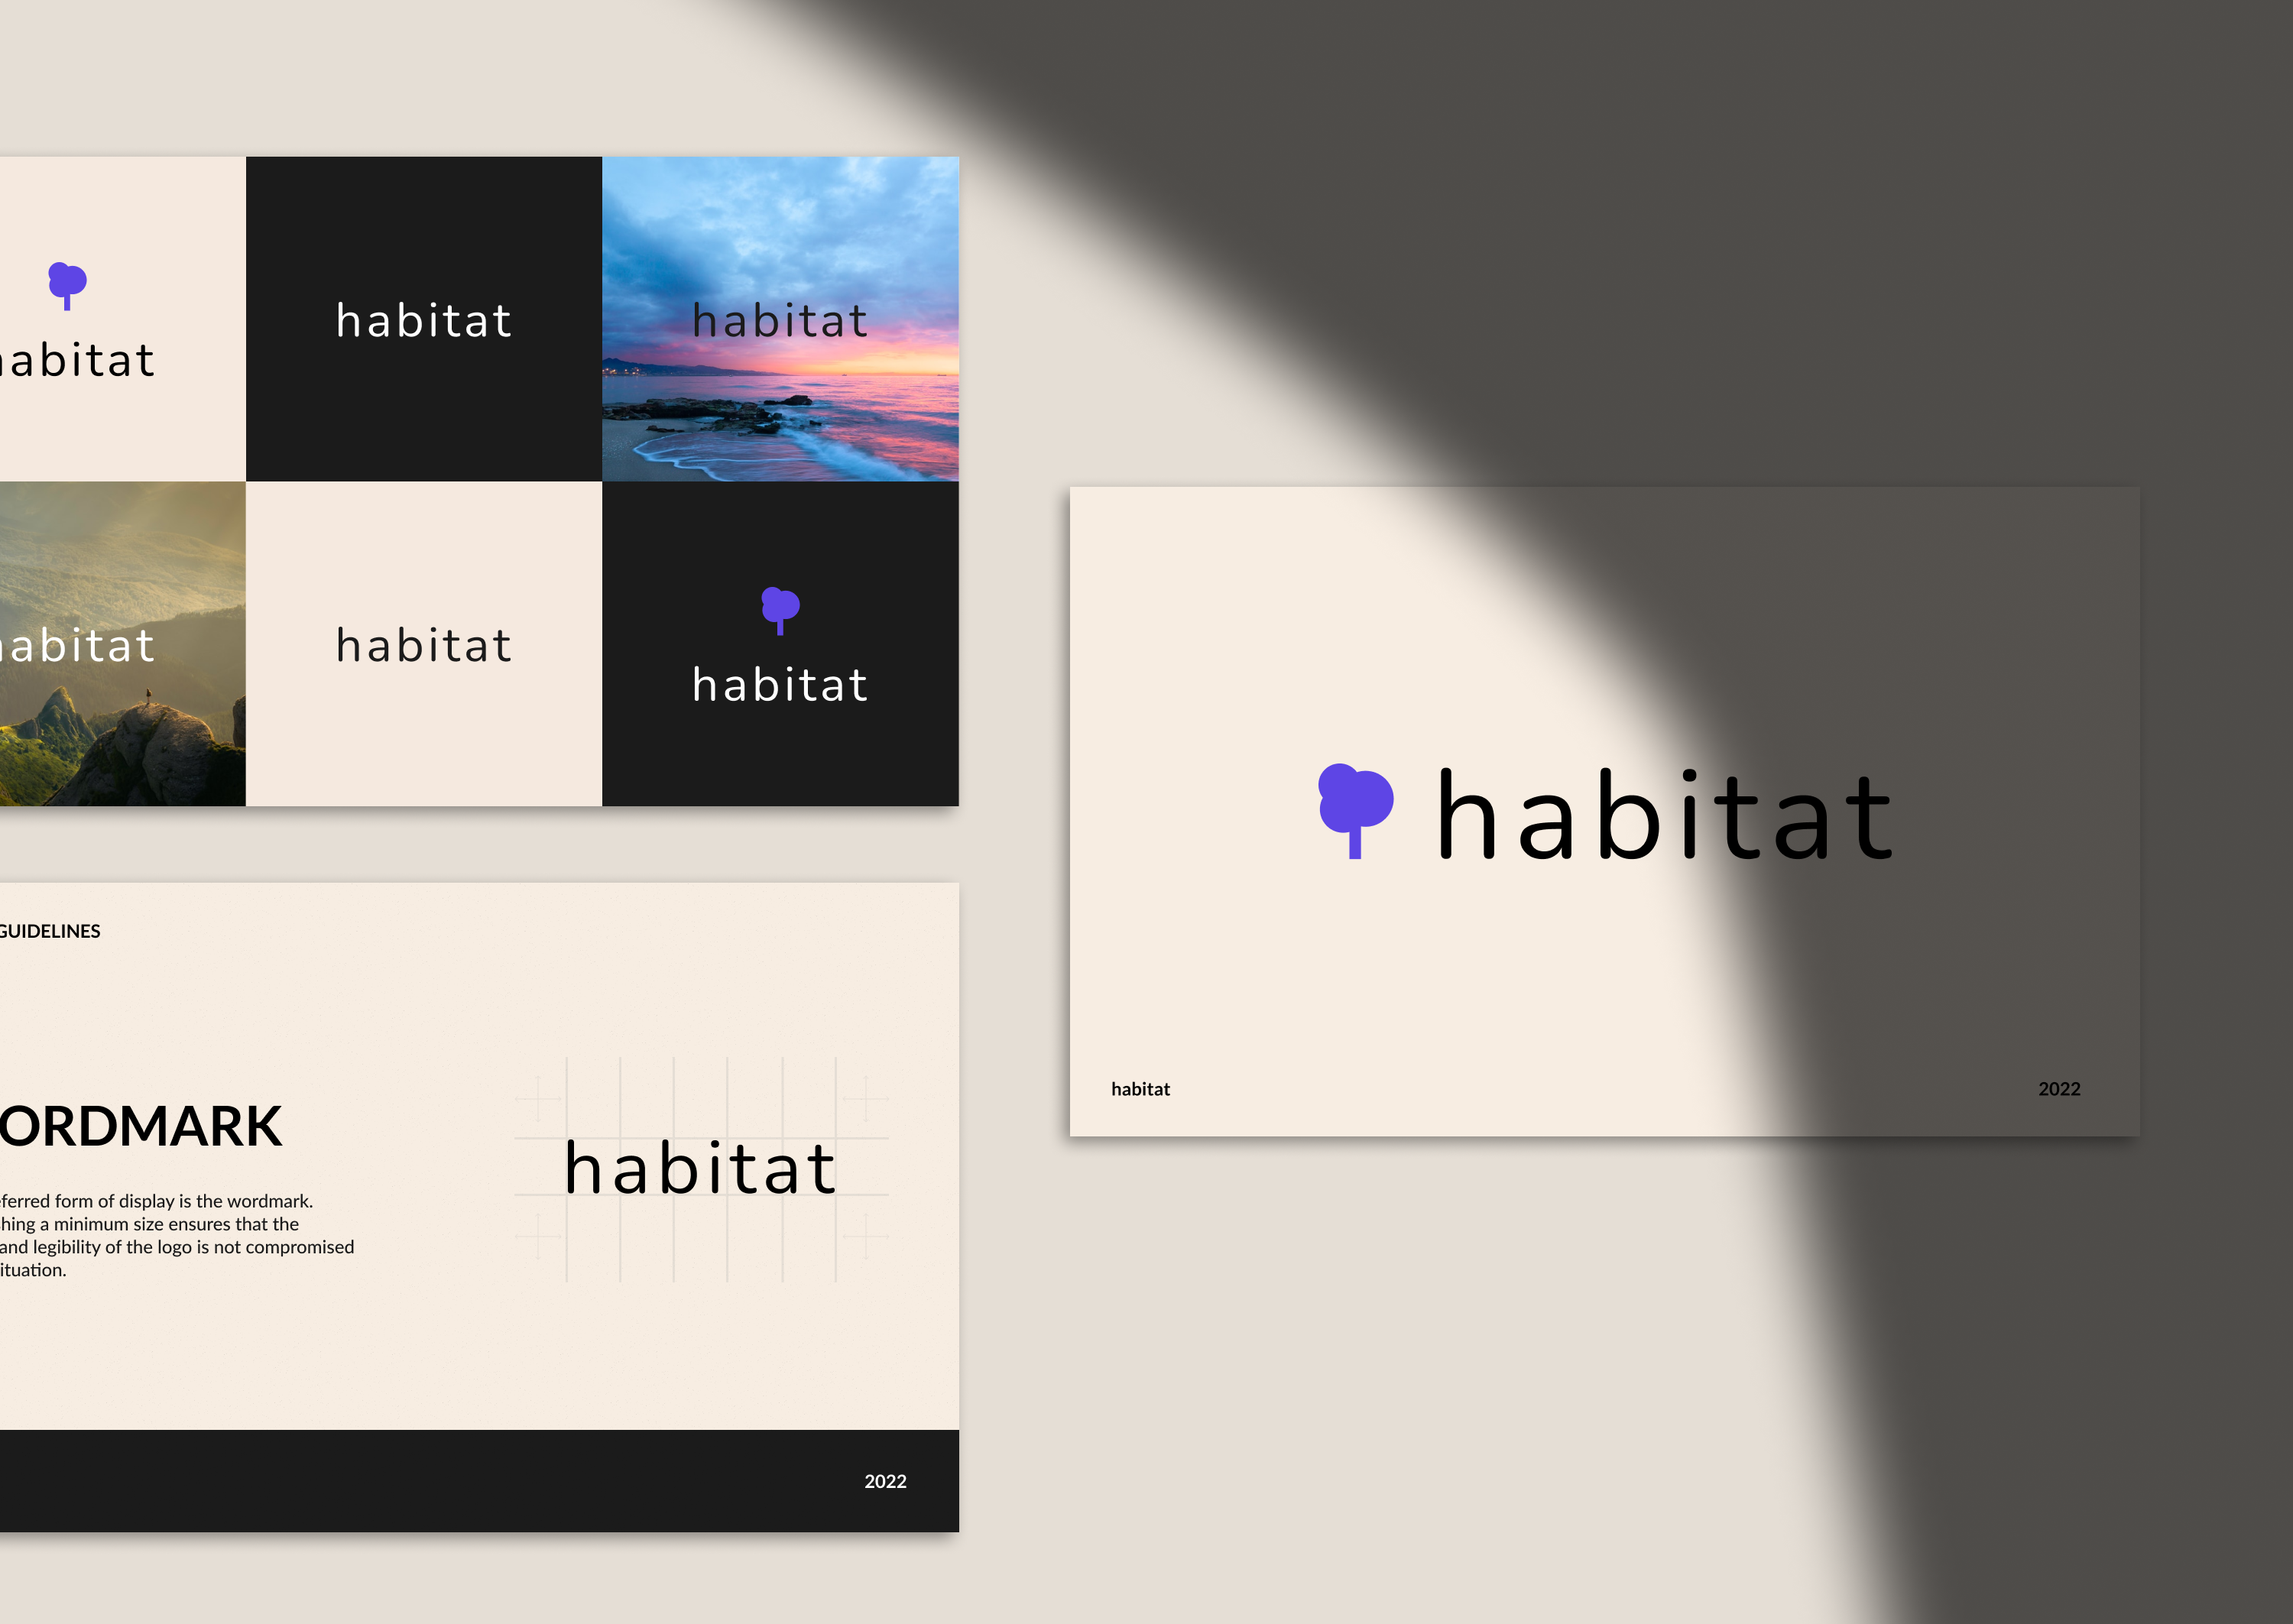 abitat
habitat
habitat
abitat
habitat
habitat
GUIDELINES
ORDMARK
eferred form of display is the wordmark.
hing a minimum size ensures that the
and legibility of the logo is not compromised
ituation.
habitat
2022
habitat
habitat
2022